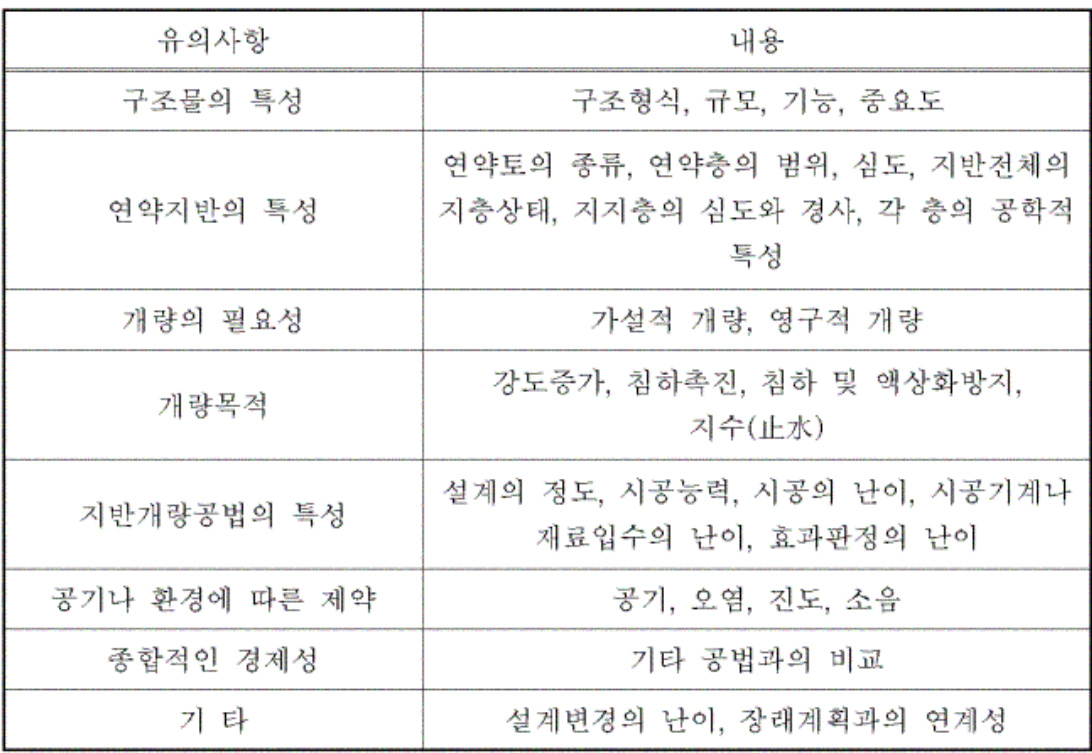 유의사항 내용
구조물의 특성 구조형식, 규모, 기능, 중요도
연약지반의 특성 연약토의 종류, 연약층의 범위, 심도, 지반전체의
지층상태, 지지층의 심도와 경사, 각 층의 공학적
특성
개량의 필요성 가설적 개량, 영구적 개량
개량목적 강도증가, 침하촉진, 침하 및 액상화방지,
지수(止水)
지반개량공법의 특성 설계의 정도, 시공능력, 시공의 난이, 시공기계나
재료입수의 난이, 효과판정의 난이
공기나 환경에 따른 제약 공기, 오염, 진도, 소음
종합적인 경제성 기타 공법과의 비교
기 타 설계변경의 난이, 장래계획과의 연계성